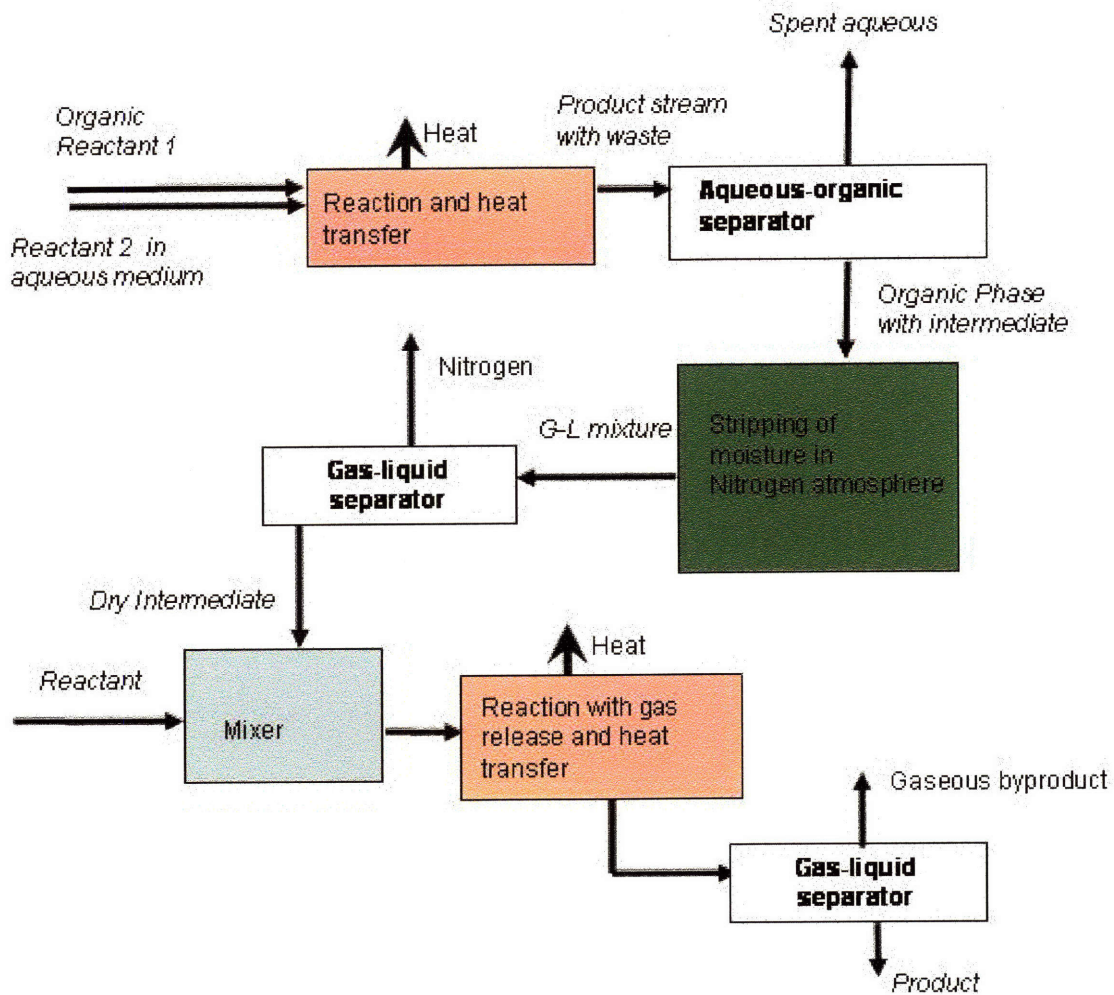 Spent aqueous
Organic
Reactant 1
Heat
Product stream
with waste
Reaction and heat
transfer
Aqueous-organic
separator
Reactant 2 in
aqueous medium
Organic Phase
with intermediate
Nitrogen
G-L mixture
Stripping of
moisture in
Nitrogen atmosphere
Gas-liquid
separator
Dry Intermediate
Heat
Reactant
Mixer
Reaction with gas
release and heat
transfer
Gaseous byproduct
Gas-liquid
separator
Product